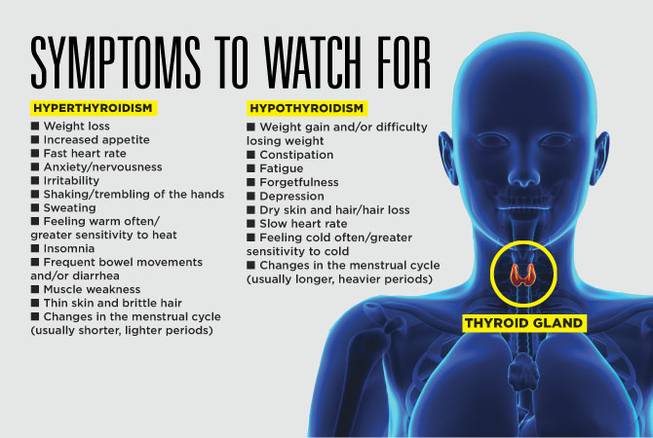 SYMPTOMS TO WATCH FOR
HYPERTHYROIDISM
■ Weight loss
■ Increased appetite
■ Fast heart rate
■ Anxiety/nervousness
■ Irritability
■ Shaking/trembling of the hands
■ Sweating
■ Feeling warm often/
greater sensitivity to heat
■ Insomnia
■ Frequent bowel movements
and/or diarrhea
■ Muscle weakness
■ Thin skin and brittle hair
■ Changes in the menstrual cycle
(usually shorter, lighter periods)
HYPOTHYROIDISM
■ Weight gain and/or difficulty
losing weight
■ Constipation
■ Fatigue
■ Forgetfulness
■ Depression
■ Dry skin and hair/hair loss
■ Slow heart rate
■ Feeling cold often/greater
sensitivity to cold
■ Changes in the menstrual cycle
(usually longer, heavier periods)
THYROID GLAND